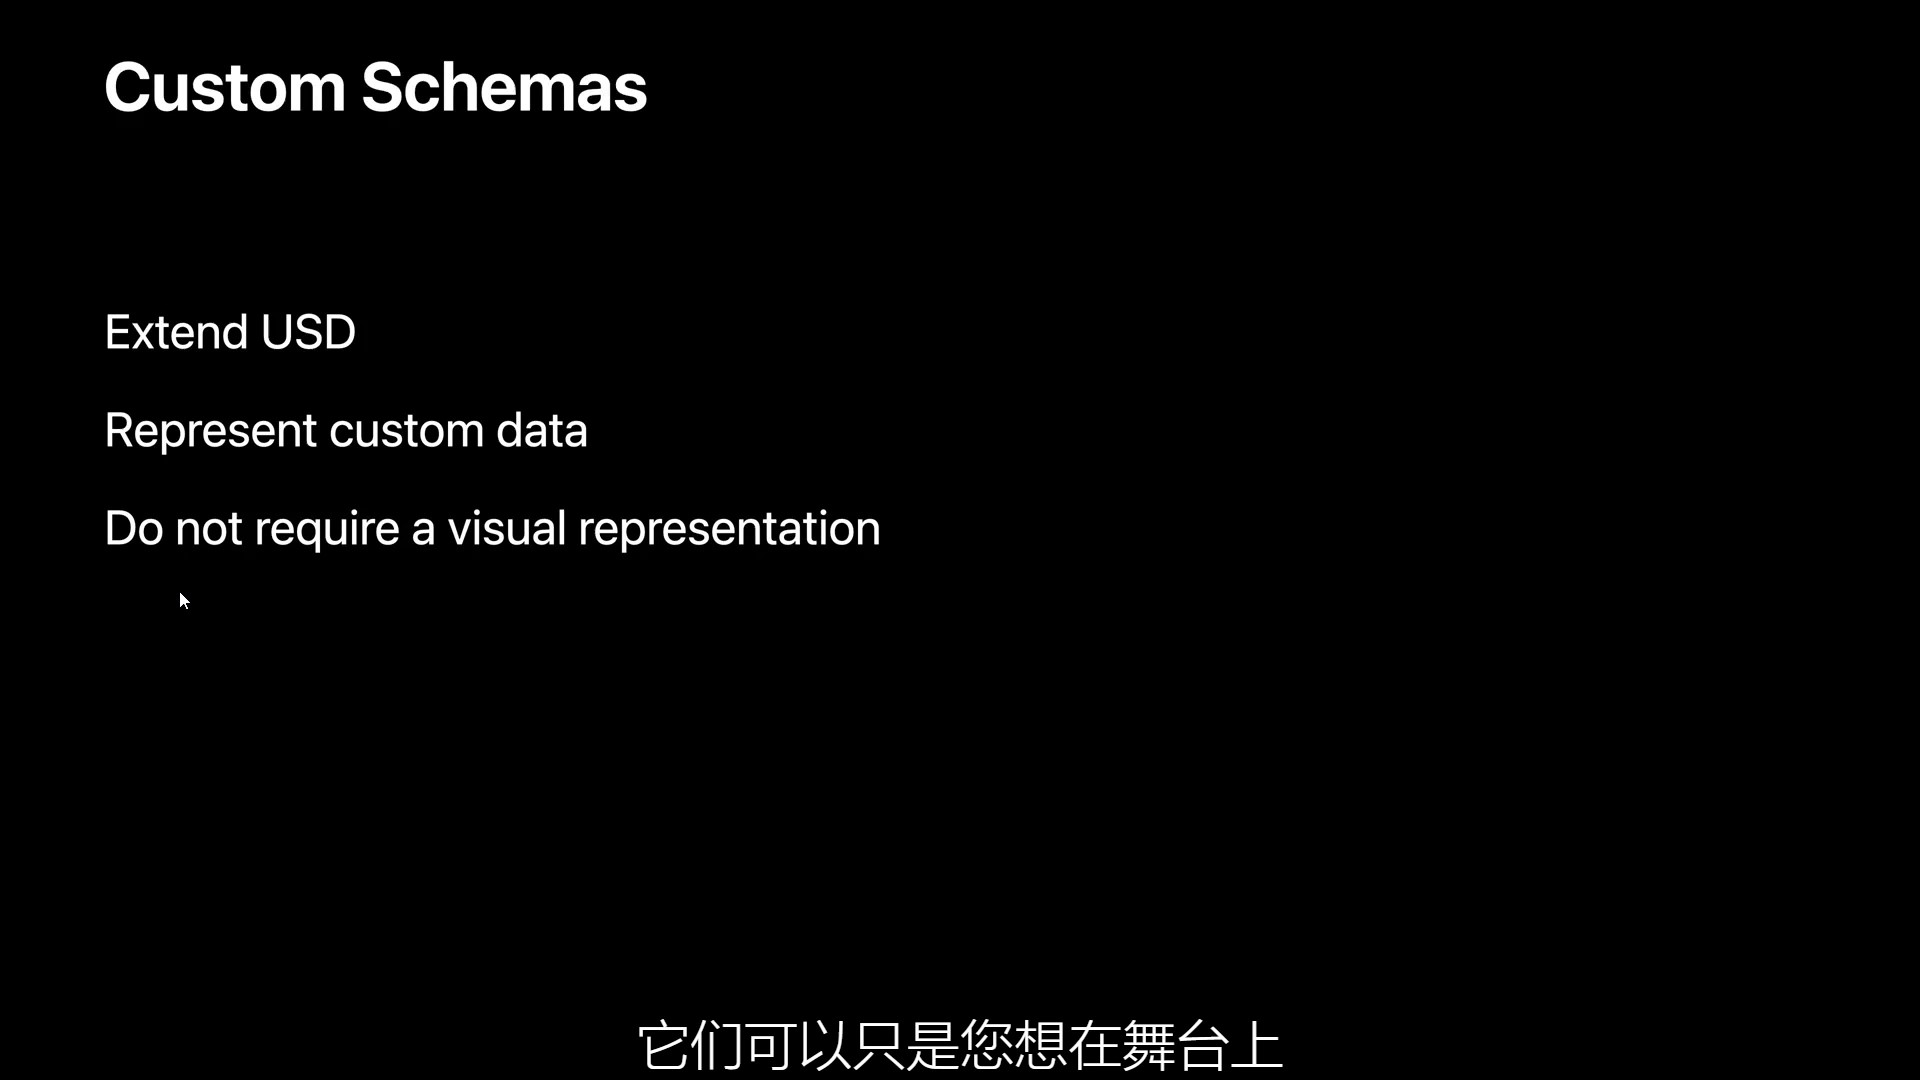 Custom Schemas
Extend USD
Represent custom data
Do not require a visual representation
它们可以只是您想在舞台上